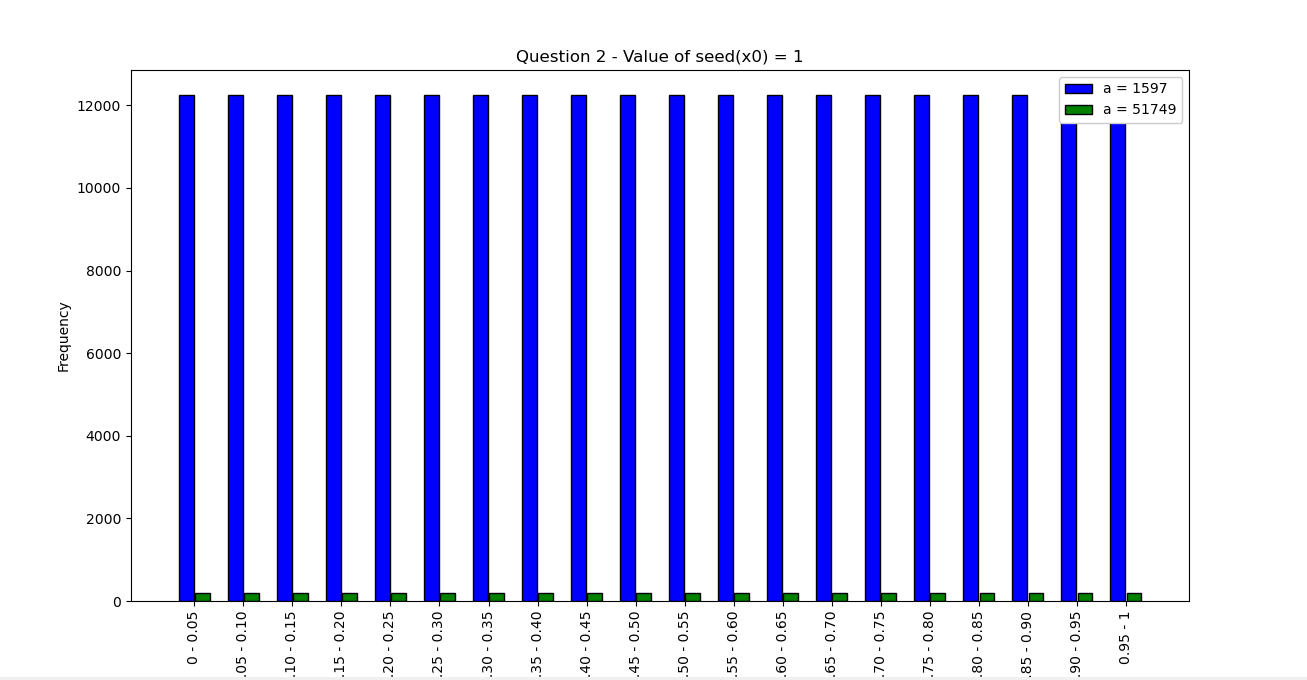 Question 2 - Value of seed(x0) = 1
a = 1597
a = 51749
Frequency
12000
10000
8000
6000
4000
2000
0
0 - 0.05
.05 - 0.10
.10 - 0.15
.15 - 0.20
.20 - 0.25
.25 - 0.30
.30 - 0.35
.35 - 0.40
.40 - 0.45
.45 - 0.50
.50 - 0.55
.55 - 0.60
.60 - 0.65
.65 - 0.70
.70 - 0.75
.75 - 0.80
.80 - 0.85
.85 - 0.90
.90 - 0.95
0.95 - 1